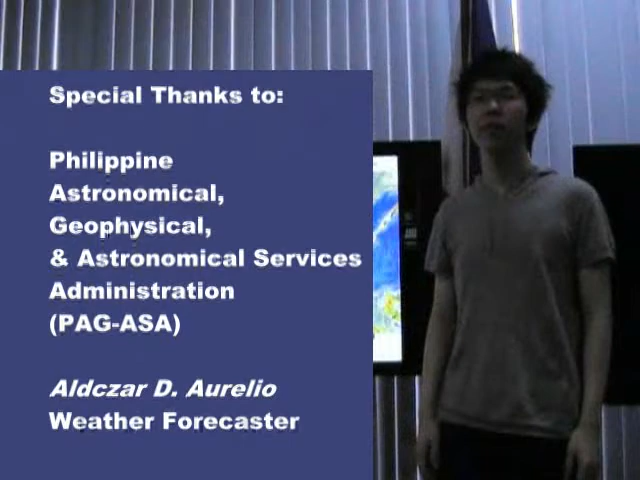 Special Thanks to:
Philippine
Astronomical,
Geophysical,
& Astronomical Services
Administration
(PAG-ASA)
Aldczar D. Aurelio
Weather Forecaster